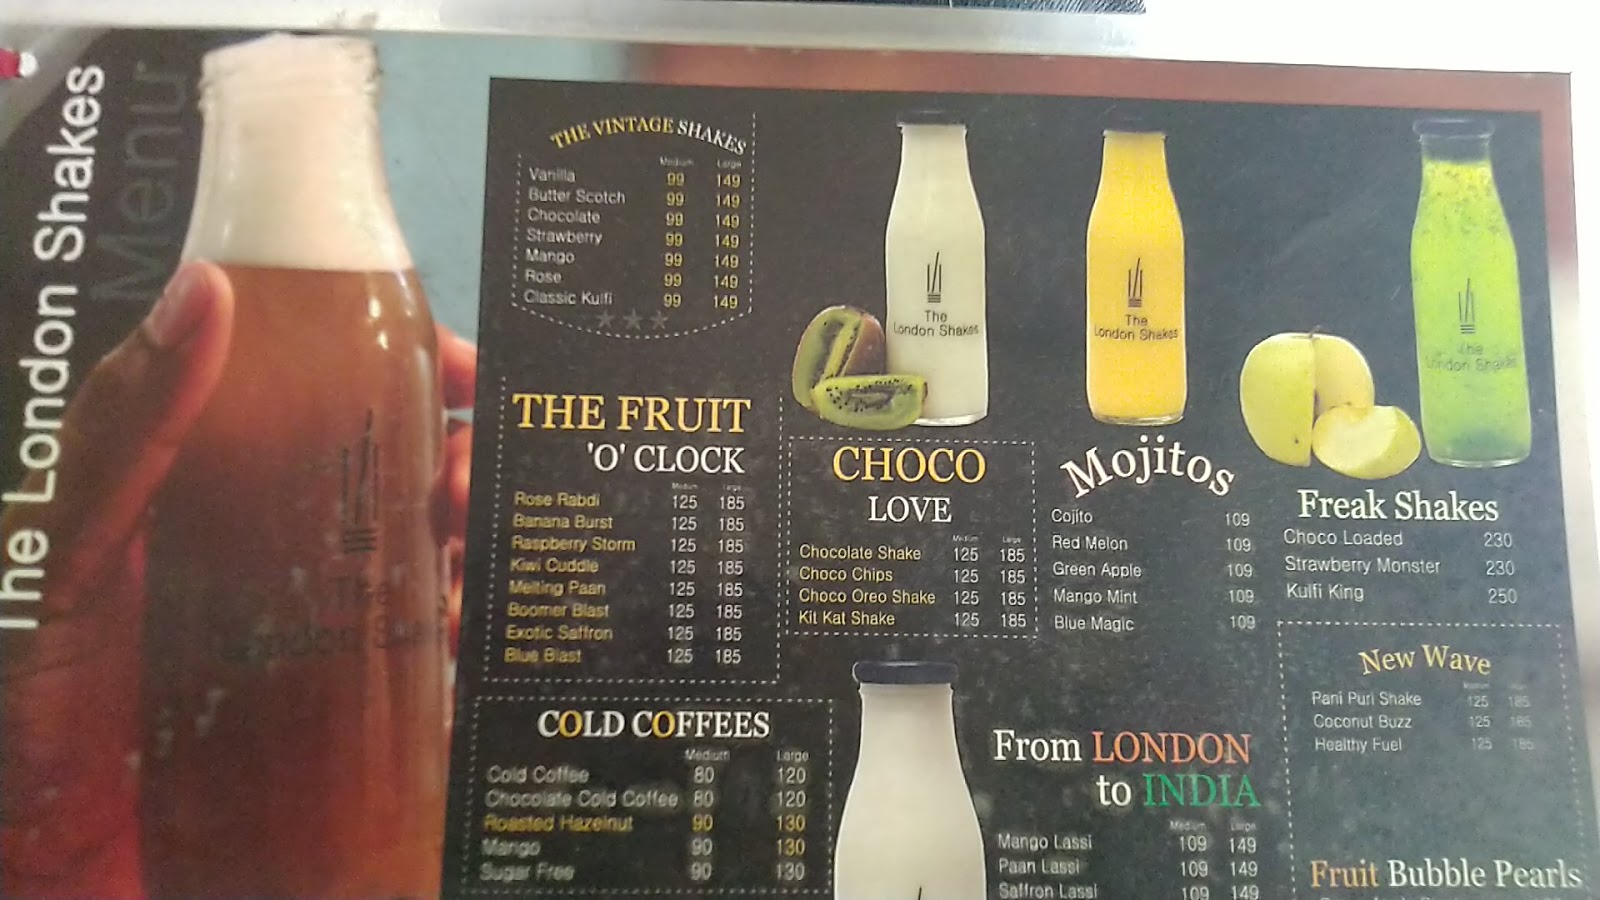 The London Shakes
Menu
THE VINTAGE SHAKES
Medium Large
Vanilla 99 149
Butter Scotch 99 149
Chocolate 99 149
Strawberry 99 149
Mango 99 149
Rose 99 149
Classic Kulfi 99 149
THE FRUIT
'O' CLOCK
Medium Large
Rose Rabdi 125 185
Banana Burst 125 185
Raspberry Storm 125 185
Kiwi Cuddle 125 185
Melting Paan 125 185
Boomer Blast 125 185
Exotic Saffron 125 185
Blue Blast 125 185
COLD COFFEES
Medium Large
Cold Coffee 80 120
Chocolate Cold Coffee 80 120
Roasted Hazelnut 90 130
Mango 90 130
Sugar Free 90 130
The
London Shakes
The
London Shakes
The
London Shakes
The
London Shakes
CHOCO
LOVE
Medium Large
Chocolate Shake 125 185
Choco Chips 125 185
Choco Oreo Shake 125 185
Kit Kat Shake 125 185
Mojitos
Cojito 109
Red Melon 109
Green Apple 109
Mango Mint 109
Blue Magic 109
Freak Shakes
Choco Loaded 230
Strawberry Monster 230
Kulfi King 250
New Wave
Medium Large
Pani Puri Shake 125 185
Coconut Buzz 125 185
Healthy Fuel 125 185
From LONDON
to INDIA
Medium Large
Mango Lassi 109 149
Paan Lassi 109 149
Saffron Lassi 109 149
Fruit Bubble Pearls